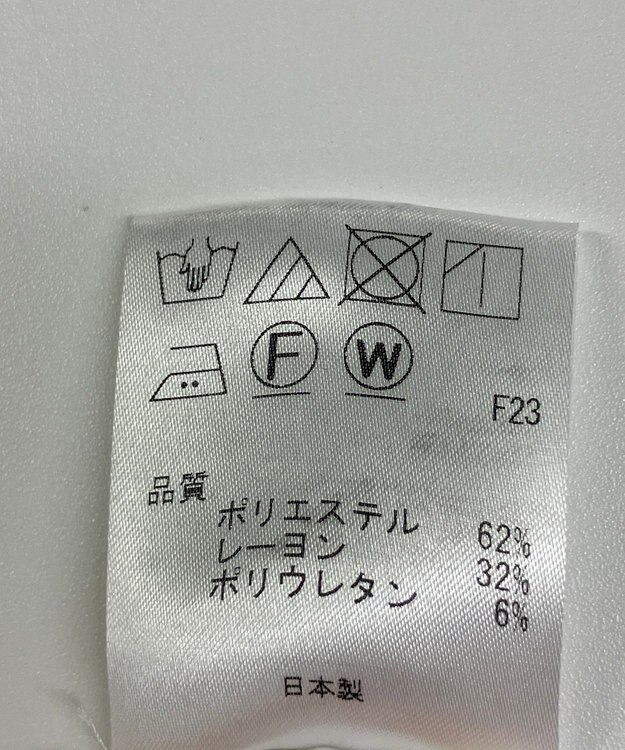 F W
F23
品質
ポリエステル 62%
レーヨン 32%
ポリウレタン 6%
日本製